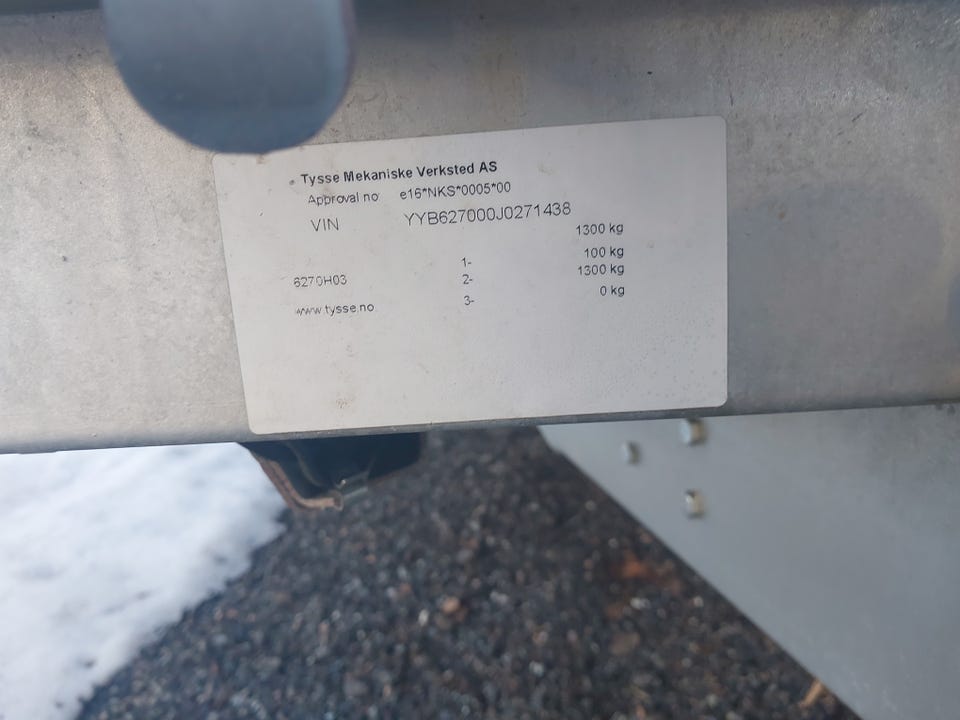 Tysse Mekaniske Verksted AS
Approval no e16*NKS*0005*00
VIN YYB627000J0271438
1300 kg
1- 100 kg
6270H03 2- 1300 kg
www.tysse.no 3- 0 kg